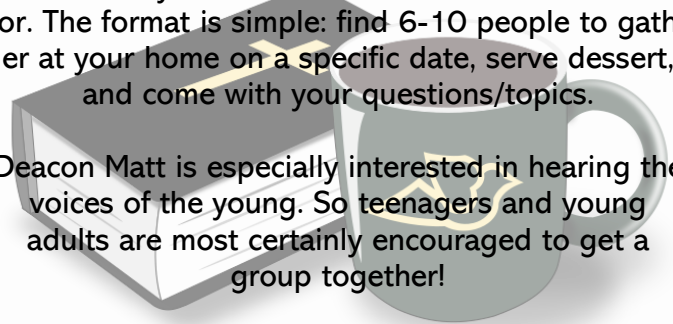 or. The format is simple: find 6-10 people to gath
er at your home on a specific date, serve dessert,
and come with your questions/topics.
Deacon Matt is especially interested in hearing the
voices of the young. So teenagers and young
adults are most certainly encouraged to get a
group together!